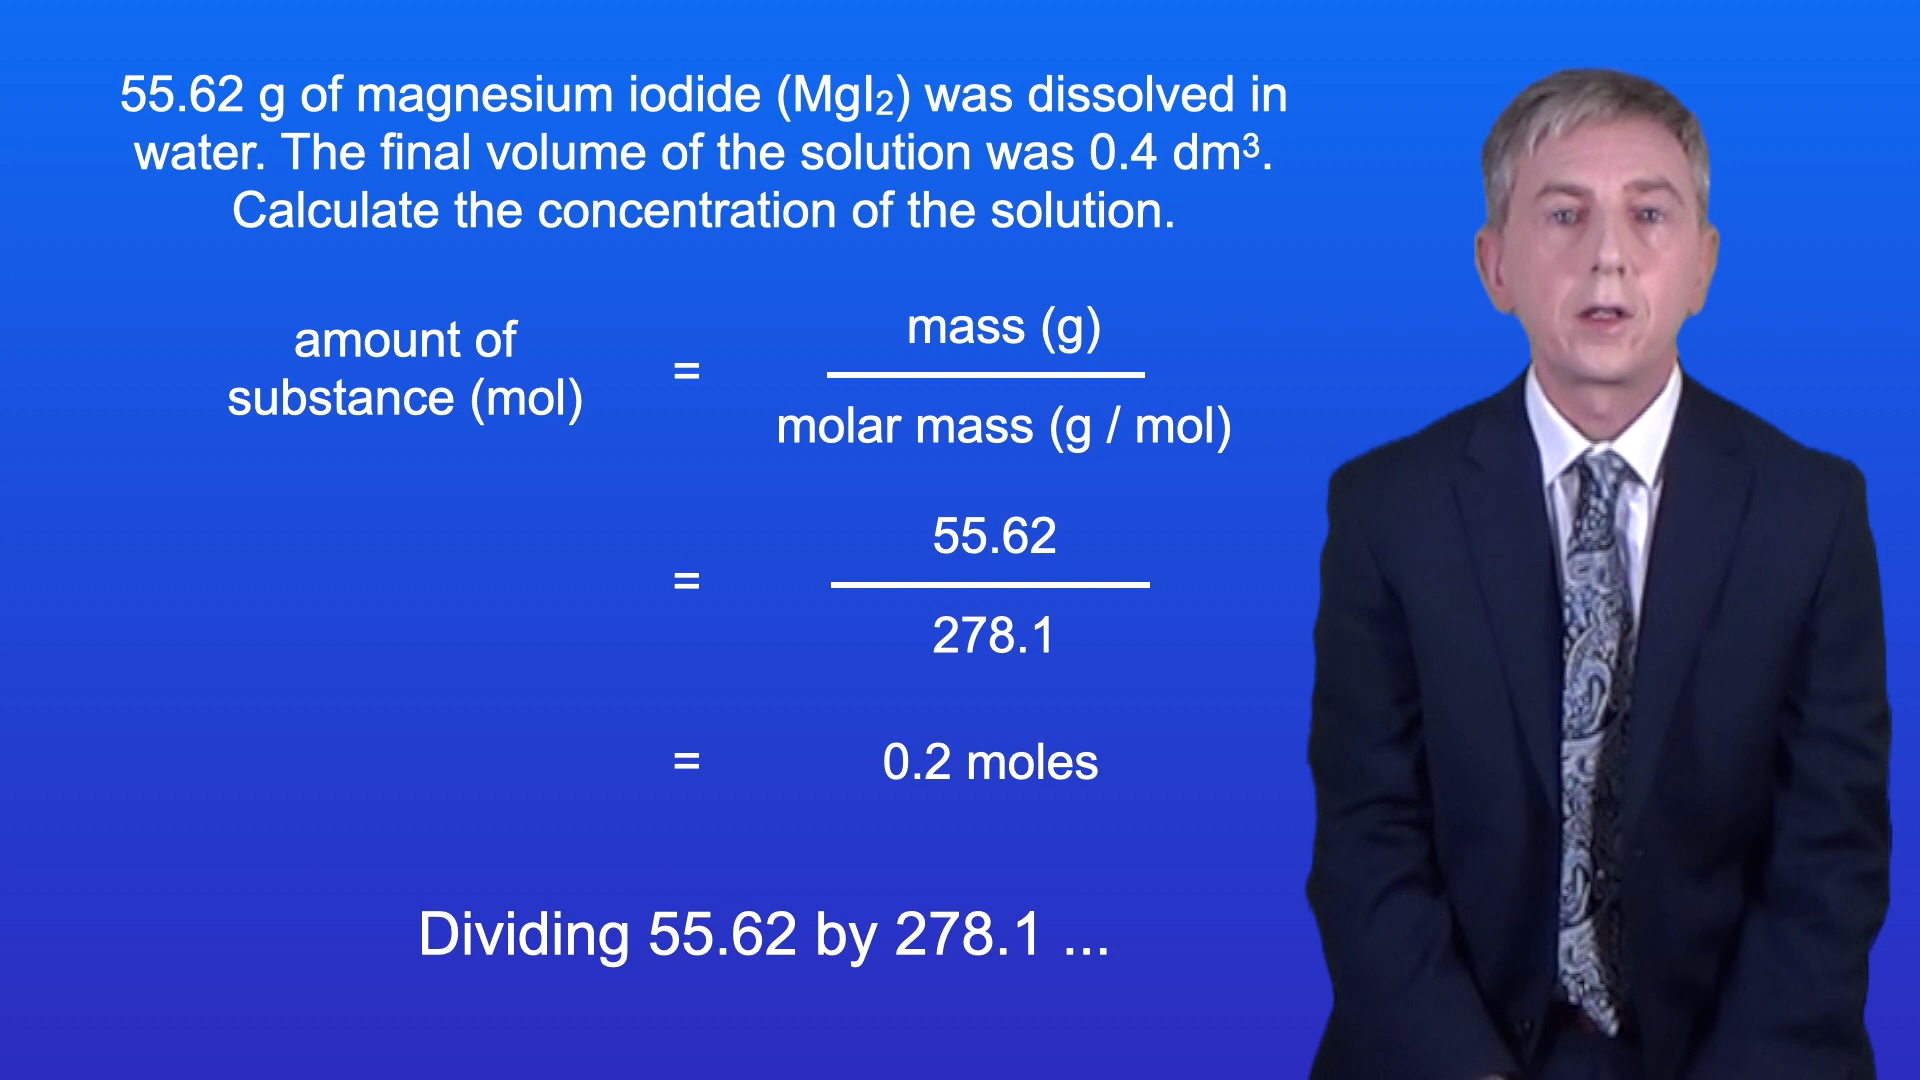 55.62 g of magnesium iodide (MgI₂) was dissolved in
water. The final volume of the solution was 0.4 dm³.
Calculate the concentration of the solution.
amount of
substance (mol)
=
mass (g)
molar mass (g / mol)
=
55.62
278.1
=
0.2 moles
Dividing 55.62 by 278.1 ...